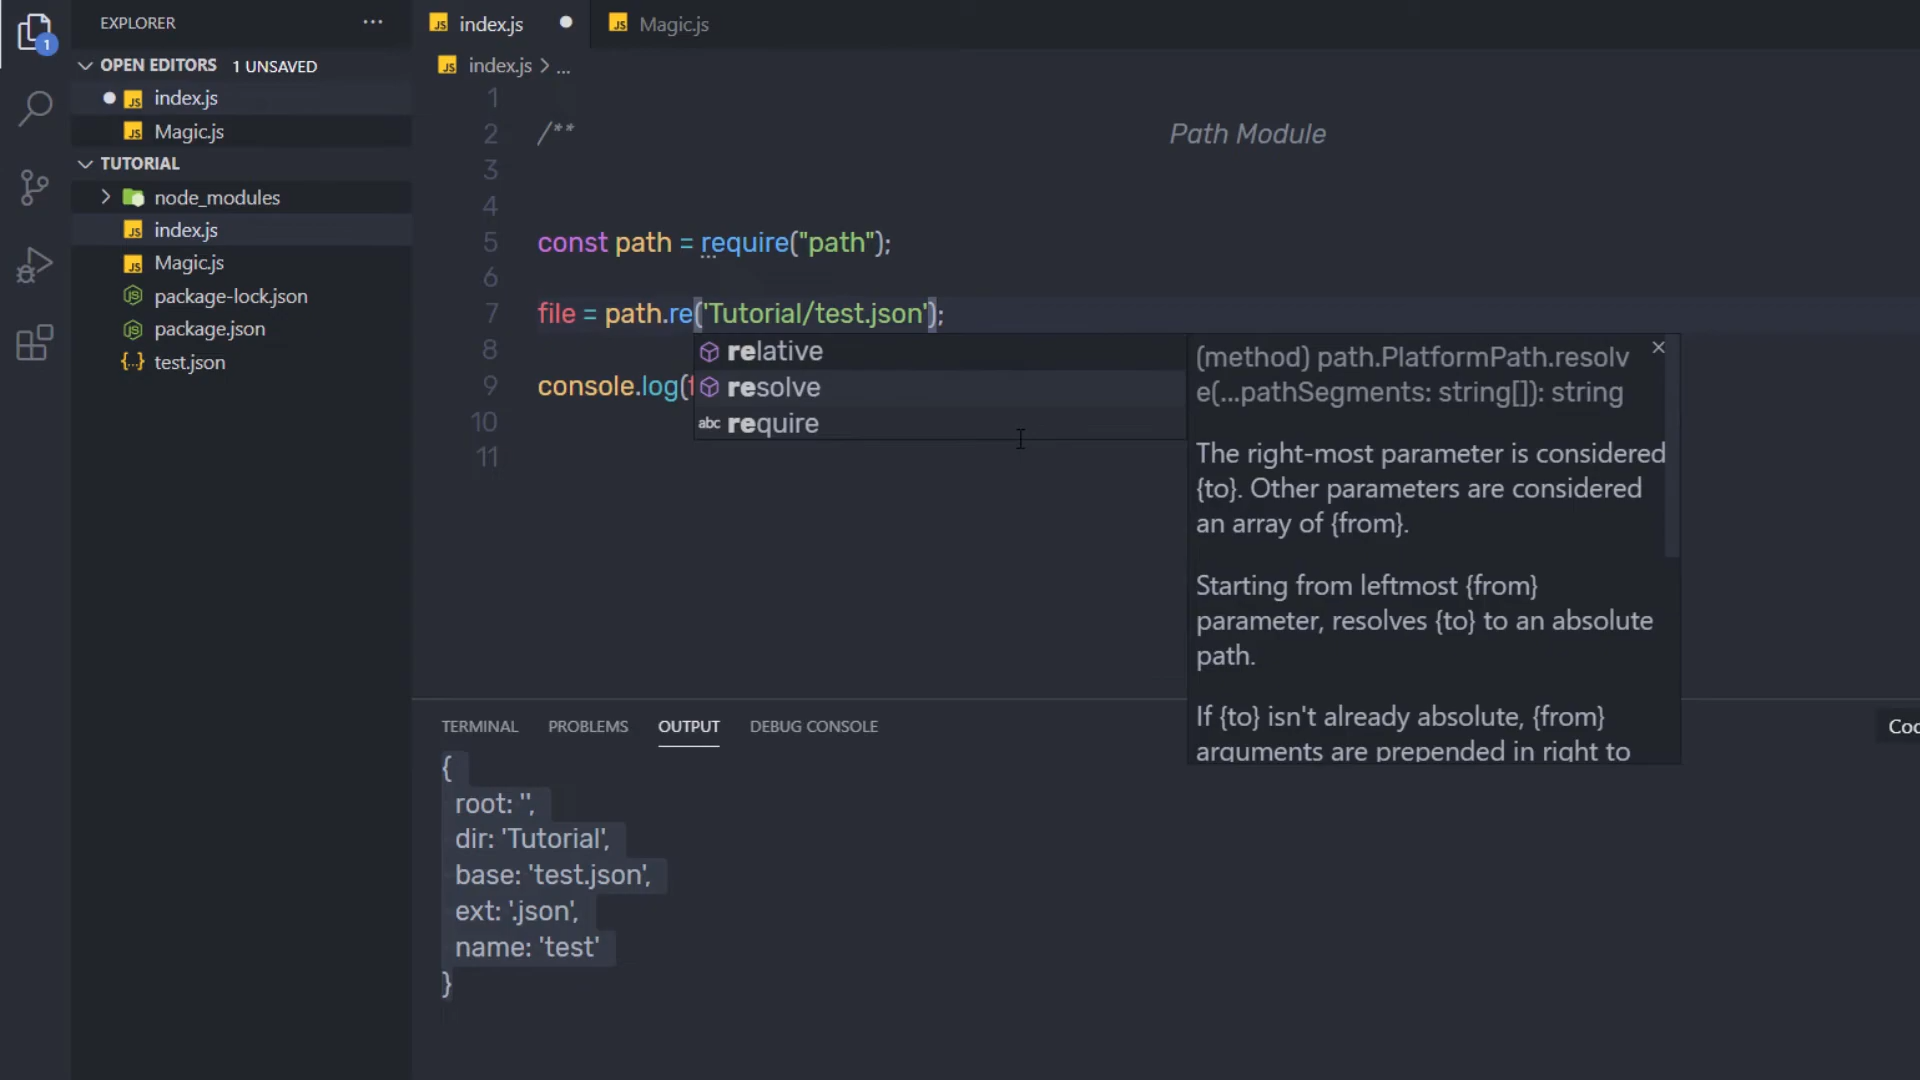 EXPLORER
OPEN EDITORS 1 UNSAVED
index.js
Magic.js
TUTORIAL
node_modules
index.js
Magic.js
package-lock.json
package.json
test.json
1
index.js
Magic.js
index.js > ...
1
2 /** Path Module
3
4
5 const path = require("path");
6
7 file = path.re('Tutorial/test.json');
8
9 console.log(f
10
11
relative
resolve
abc require
(method) path.PlatformPath.resolv
e(...pathSegments: string[]): string
The right-most parameter is considered
{to}. Other parameters are considered
an array of {from}.
Starting from leftmost {from}
parameter, resolves {to} to an absolute
path.
If {to} isn't already absolute, {from}
arguments are prepended in right to
TERMINAL PROBLEMS OUTPUT DEBUG CONSOLE
{
root: '',
dir: 'Tutorial',
base: 'test.json',
ext: '.json',
name: 'test'
}